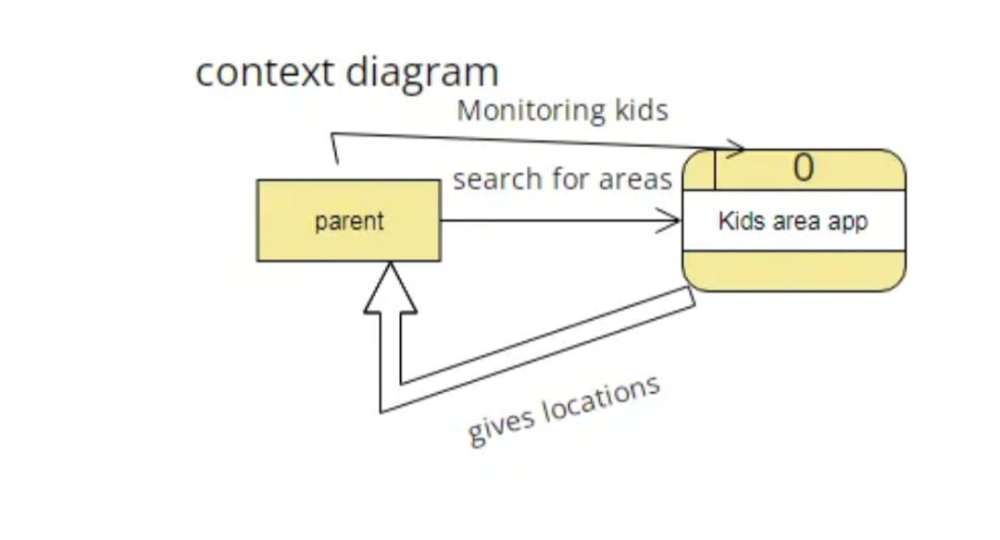 context diagram
Monitoring kids
search for areas
0
parent
Kids area app
gives locations